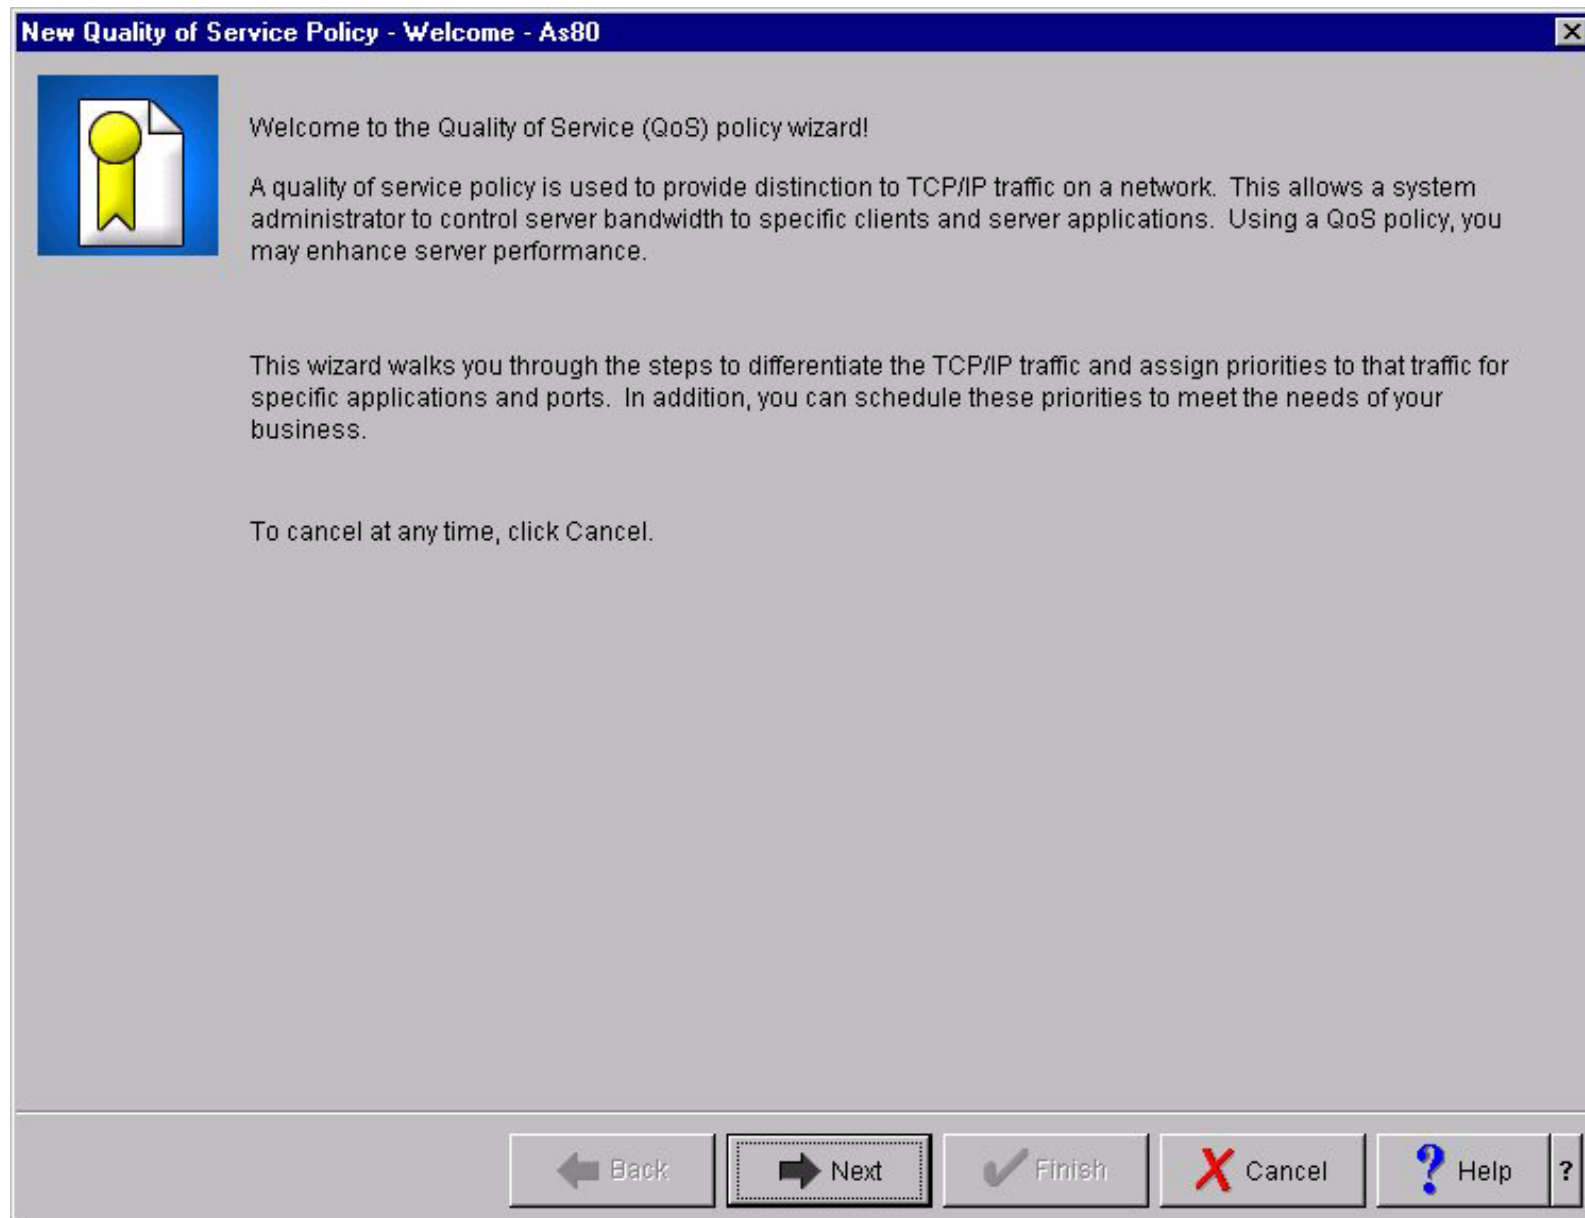 New Quality of Service Policy - Welcome - As80
Welcome to the Quality of Service (QoS) policy wizard!
A quality of service policy is used to provide distinction to TCP/IP traffic on a network.  This allows a system
administrator to control server bandwidth to specific clients and server applications.  Using a QoS policy, you
may enhance server performance.
This wizard walks you through the steps to differentiate the TCP/IP traffic and assign priorities to that traffic for
specific applications and ports.  In addition, you can schedule these priorities to meet the needs of your
business.
To cancel at any time, click Cancel.
Back
Next
Finish
Cancel
? Help
?